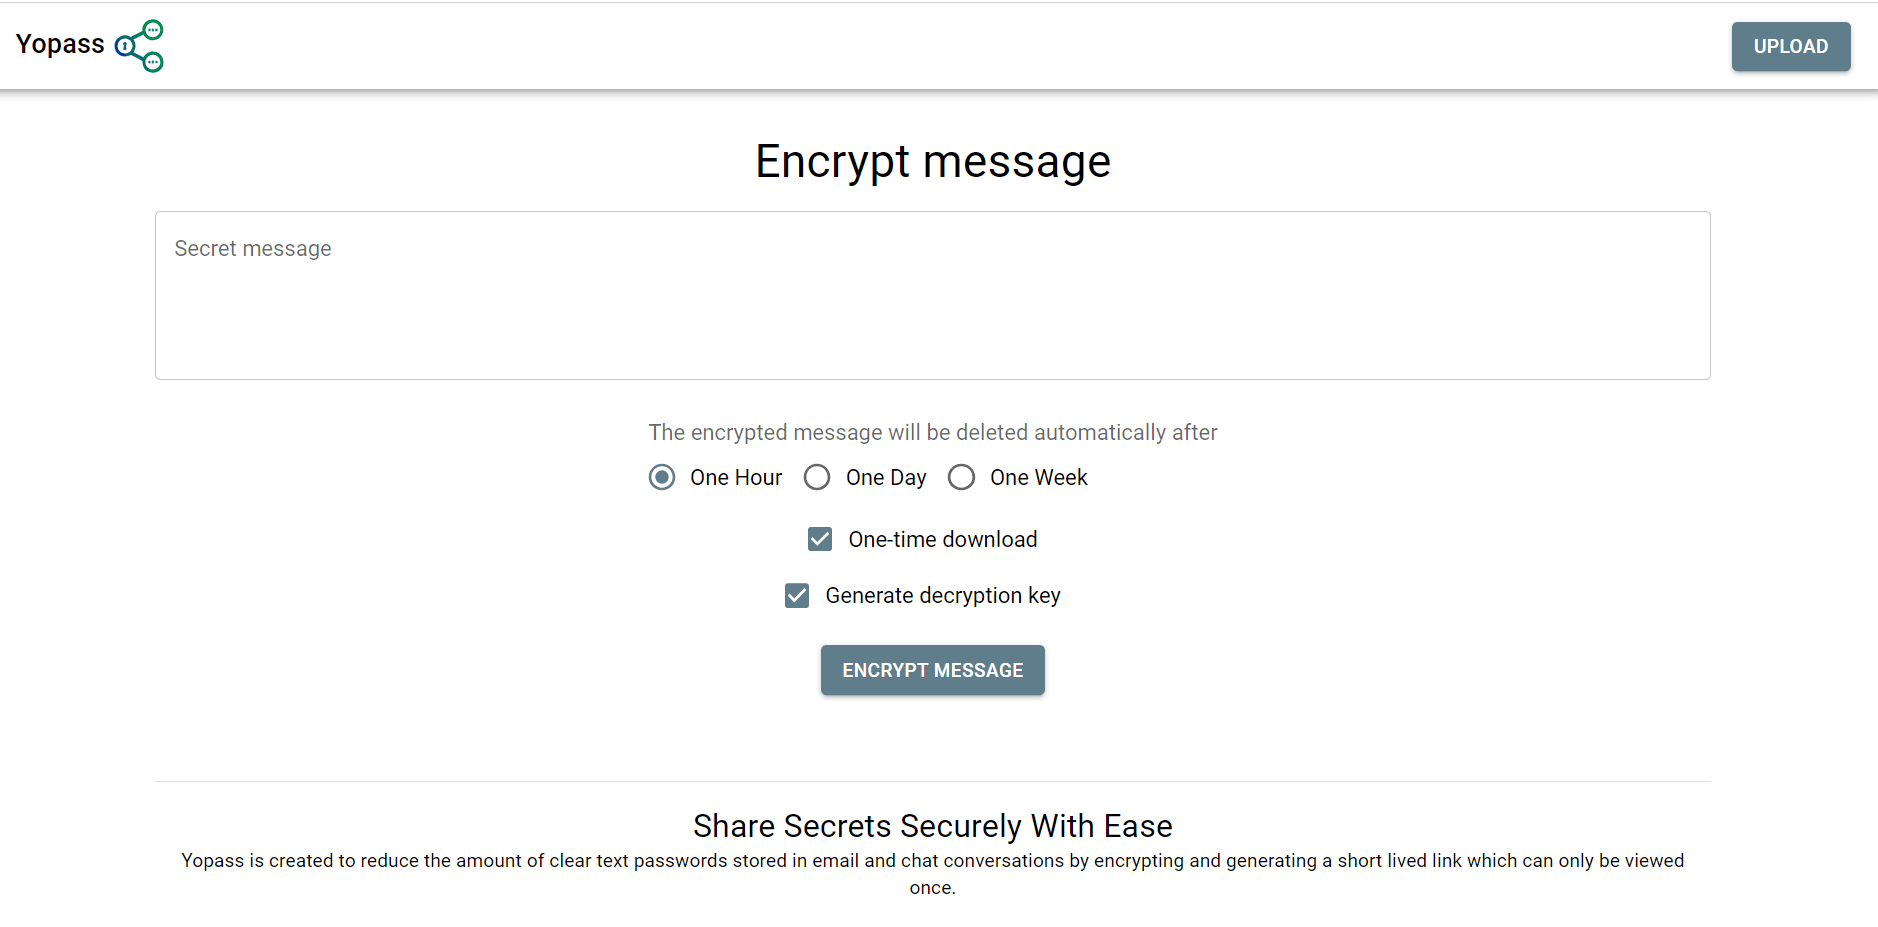 Yopass
UPLOAD
Encrypt message
Secret message
The encrypted message will be deleted automatically after
One Hour One Day One Week
One-time download
Generate decryption key
ENCRYPT MESSAGE
Share Secrets Securely With Ease
Yopass is created to reduce the amount of clear text passwords stored in email and chat conversations by encrypting and generating a short lived link which can only be viewed
once.